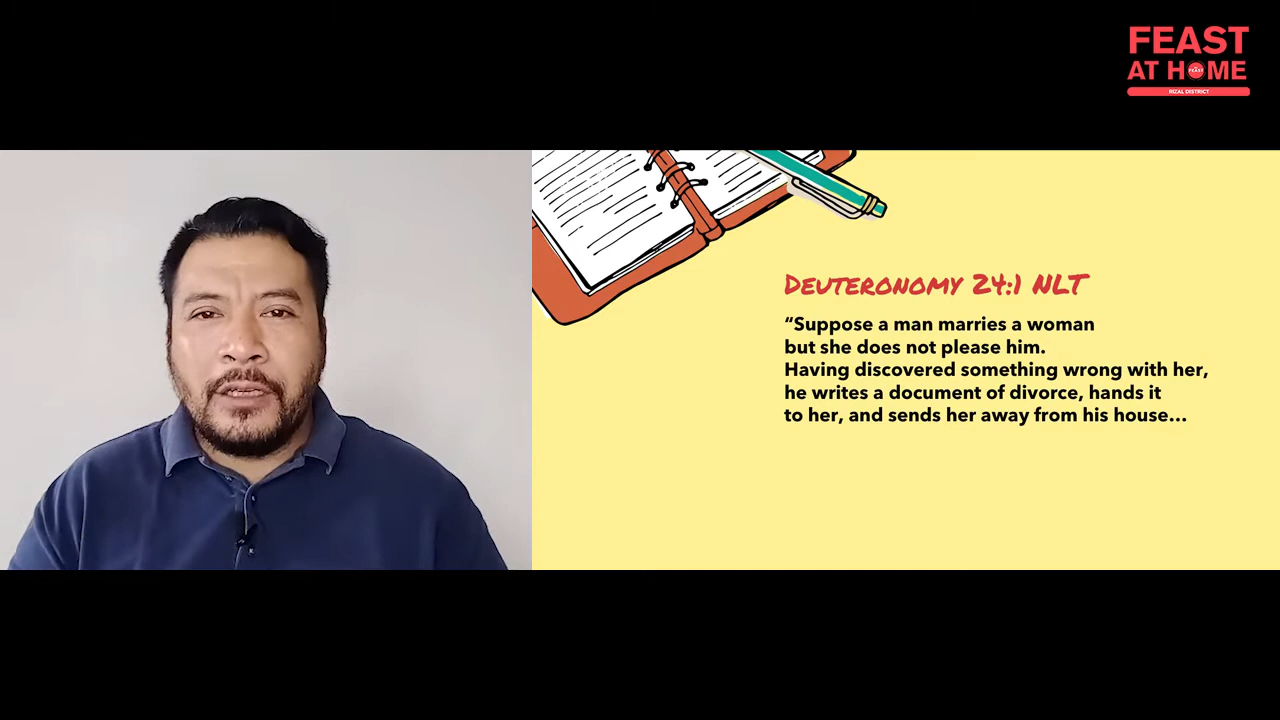 FEAST
AT HOME
RIZAL DISTRICT
Deuteronomy 24:1 NLT
“Suppose a man marries a woman
but she does not please him.
Having discovered something wrong with her,
he writes a document of divorce, hands it
to her, and sends her away from his house…